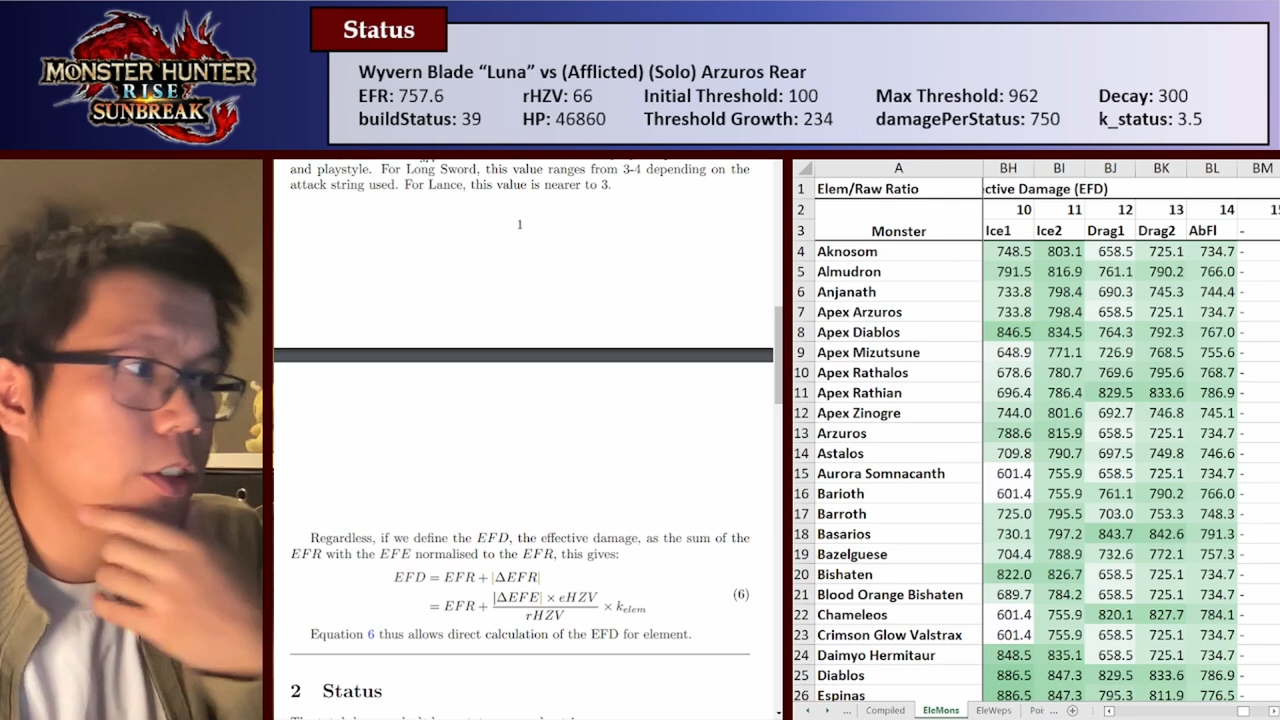 MONSTER HUNTER
RISE
SUNBREAK
Status
Wyvern Blade “Luna” vs (Afflicted) (Solo) Arzuros Rear
EFR: 757.6 rHZV: 66 Initial Threshold: 100 Max Threshold: 962 Decay: 300
buildStatus: 39 HP: 46860 Threshold Growth: 234 damagePerStatus: 750 k_status: 3.5
and playstyle. For Long Sword, this value ranges from 3-4 depending on the
attack string used. For Lance, this value is nearer to 3.
1
Regardless, if we define the EFD, the effective damage, as the sum of the
EFR with the EFE normalised to the EFR, this gives:
EFD = EFR + |ΔEFR|
= EFR + |ΔEFE| × eHZV / rHZV × k_elem (6)
Equation 6 thus allows direct calculation of the EFD for element.
2 Status
A BH BI BJ BK BL BM
1 Elem/Raw Ratio ctive Damage (EFD)
2 10 11 12 13 14 15
3 Monster Ice1 Ice2 Drag1 Drag2 AbFl -
4 Aknosom 748.5 803.1 658.5 725.1 734.7 -
5 Almudron 791.5 816.9 761.1 790.2 766.0 -
6 Anjanath 733.8 798.4 690.3 745.3 744.4 -
7 Apex Arzuros 733.8 798.4 658.5 725.1 734.7 -
8 Apex Diablos 846.5 834.5 764.3 792.3 767.0 -
9 Apex Mizutsune 648.9 771.1 726.9 768.5 755.6 -
10 Apex Rathalos 678.6 780.7 769.6 795.6 768.7 -
11 Apex Rathian 696.4 786.4 829.5 833.6 786.9 -
12 Apex Zinogre 744.0 801.6 692.7 746.8 745.1 -
13 Arzuros 788.6 815.9 658.5 725.1 734.7 -
14 Astalos 709.8 790.7 697.5 749.8 746.6 -
15 Aurora Somnacanth 601.4 755.9 658.5 725.1 734.7 -
16 Barioth 601.4 755.9 761.1 790.2 766.0 -
17 Barroth 725.0 795.5 703.0 753.3 748.3 -
18 Basarios 730.1 797.2 843.7 842.6 791.3 -
19 Bazelguese 704.4 788.9 732.6 772.1 757.3 -
20 Bishaten 822.0 826.7 658.5 725.1 734.7 -
21 Blood Orange Bishaten 689.7 784.2 658.5 725.1 734.7 -
22 Chameleos 601.4 755.9 820.1 827.7 784.1 -
23 Crimson Glow Valstrax 601.4 755.9 658.5 725.1 734.7 -
24 Daimyo Hermitaur 848.5 835.1 658.5 725.1 734.7 -
25 Diablos 886.5 847.3 829.5 833.6 786.9 -
26 Espinas 886.5 847.3 795.3 811.9 776.5 -
... Compiled EleMons EleWeps Por ...